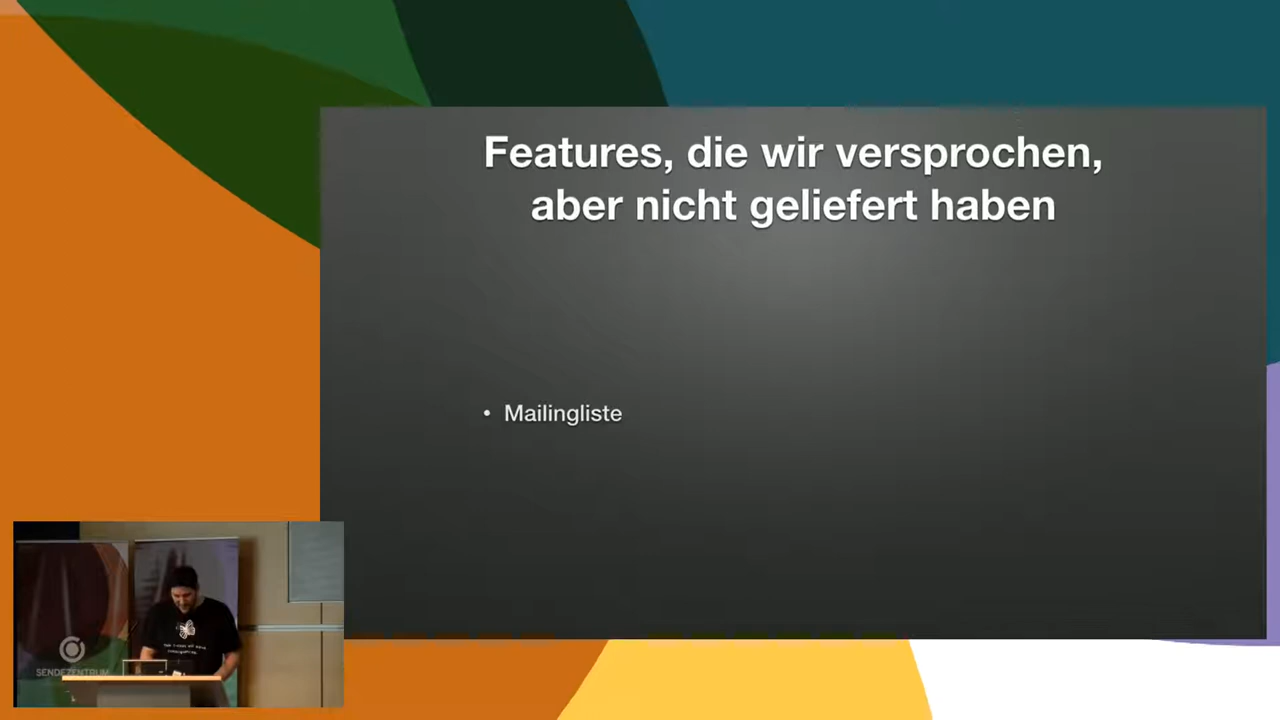 Features, die wir versprochen,
aber nicht geliefert haben
• Mailingliste
SENDEZENTRUM